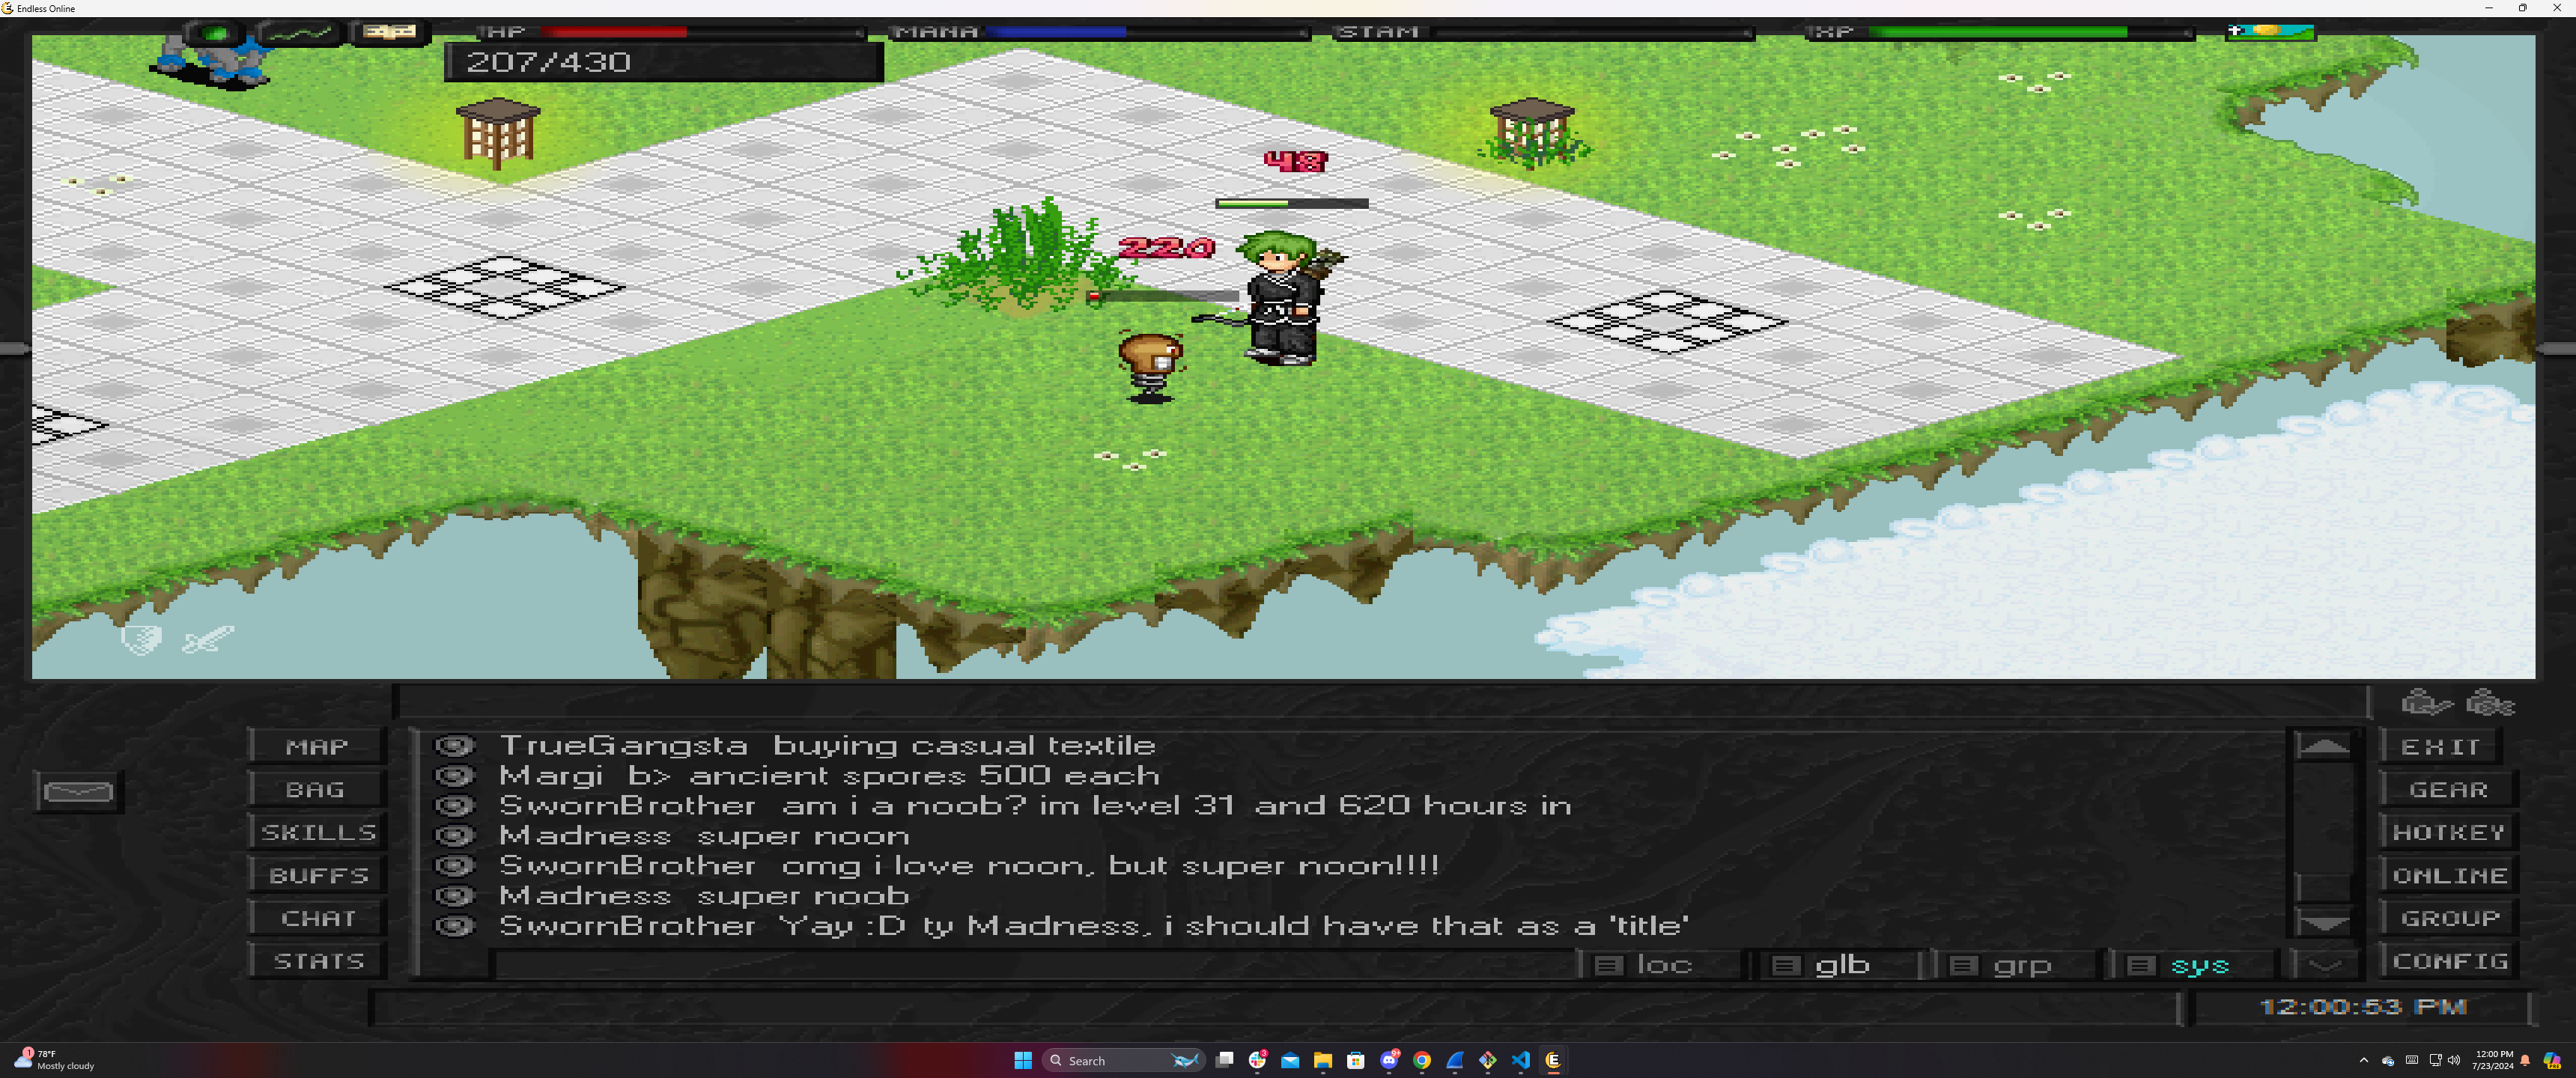 Endless Online
HP
MANA
STAM
XP
207/430
48
220
MAP
BAG
SKILLS
BUFFS
CHAT
STATS
TrueGangsta buying casual textile
Margi b> ancient spores 500 each
SwornBrother am i a noob? im level 31 and 620 hours in
Madness super noon
SwornBrother omg i love noon, but super noon!!!!
Madness super noob
SwornBrother Yay :D ty Madness, i should have that as a 'title'
loc
glb
grp
sys
EXIT
GEAR
HOTKEY
ONLINE
GROUP
CONFIG
12:00:53 PM
1
78°F
Mostly cloudy
Search
3
9+
12:00 PM
7/23/2024